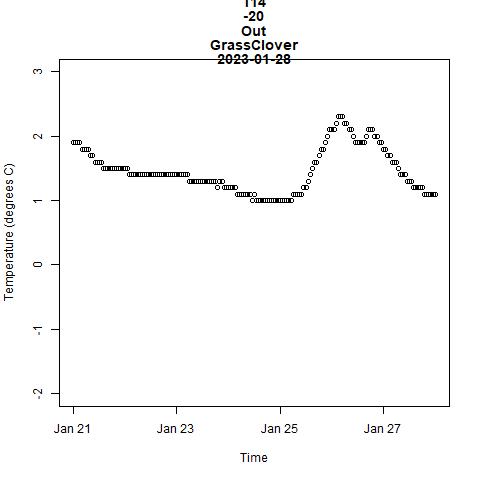 T14
-20
Out
GrassClover
2023-01-28
3
2
1
0
-1
-2
Temperature (degrees C)
Jan 21 Jan 23 Jan 25 Jan 27
Time